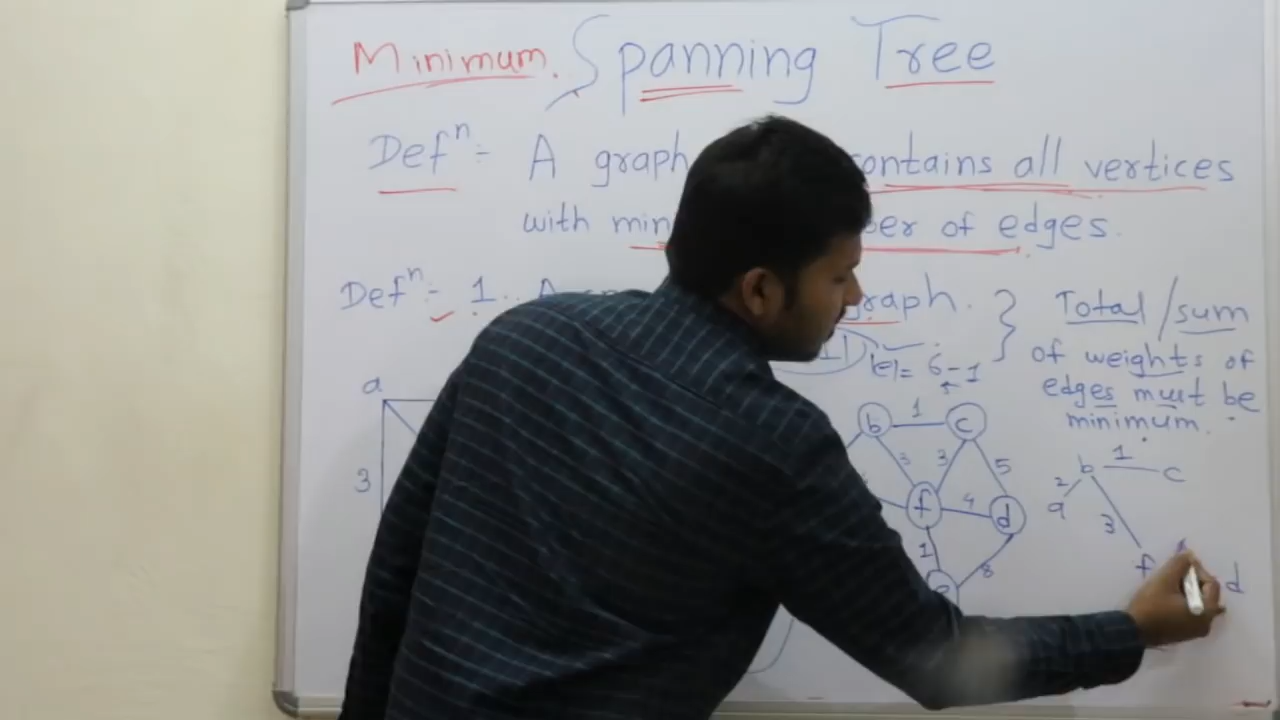 Minimum. Spanning Tree
Defⁿ :- A graph contains all vertices
with min ber of edges.
Defⁿ :- 1. A graph.
|e| = 6-1
Total / sum
of weights of
edges must be
minimum.
a
3
b 1 c
3 3 5
f 4 d
1 8
e
b 1 c
2
a 3
f d